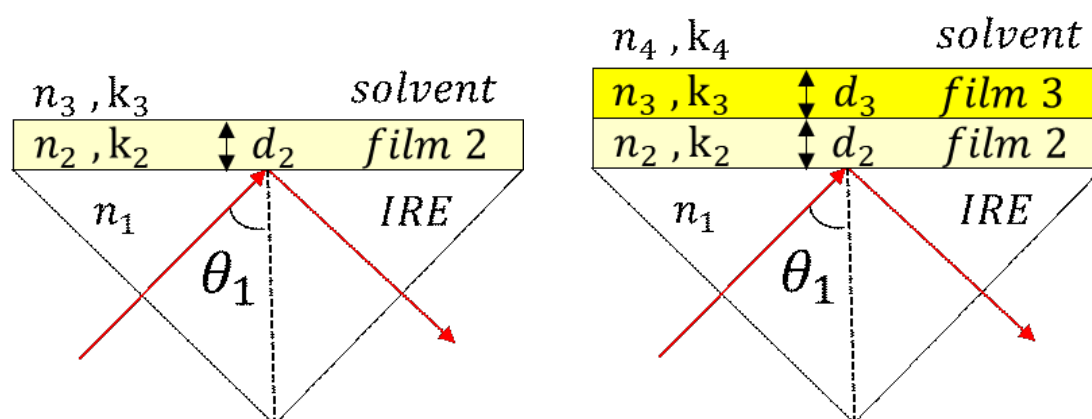 n₃ , k₃ solvent
n₂ , k₂ d₂ film 2
n₁ IRE
θ₁
n₄ , k₄ solvent
n₃ , k₃ d₃ film 3
n₂ , k₂ d₂ film 2
n₁ IRE
θ₁